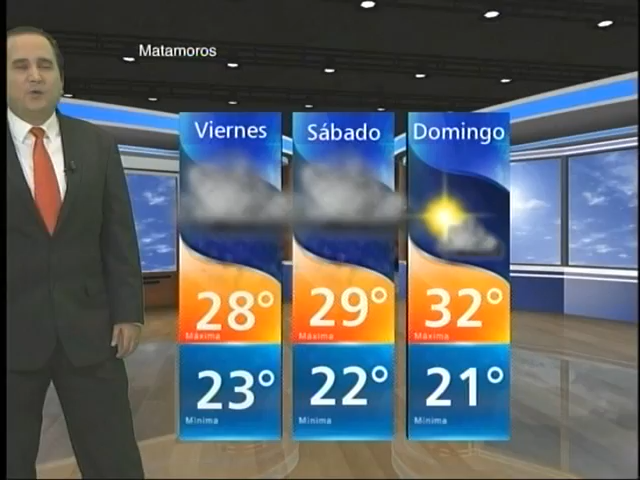 Matamoros
Viernes
28°
Máxima
23°
Mínima
Sábado
29°
Máxima
22°
Mínima
Domingo
32°
Máxima
21°
Mínima